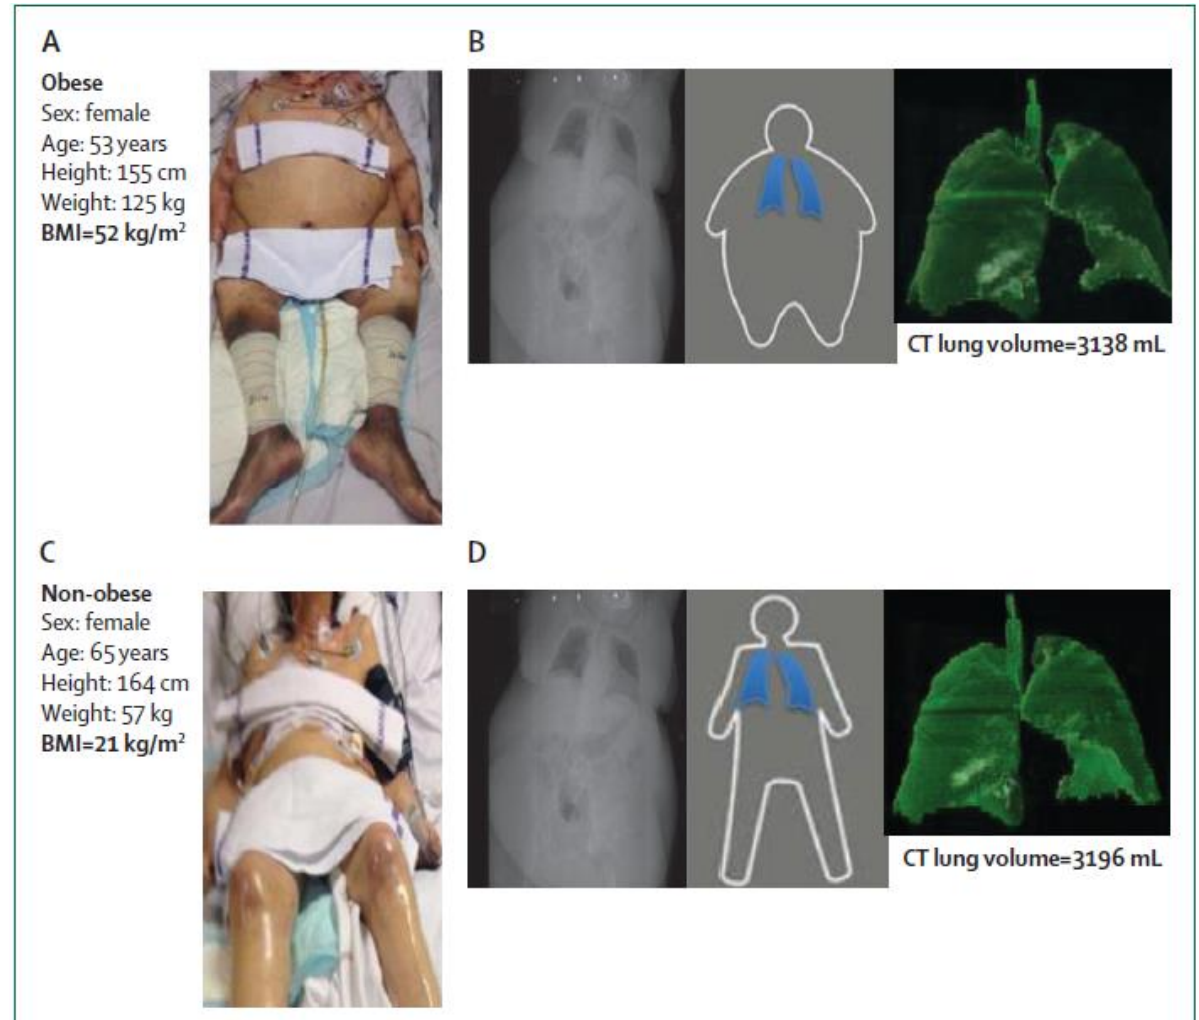 A
Obese
Sex: female
Age: 53 years
Height: 155 cm
Weight: 125 kg
BMI=52 kg/m²
B
CT lung volume=3138 mL
C
Non-obese
Sex: female
Age: 65 years
Height: 164 cm
Weight: 57 kg
BMI=21 kg/m²
D
CT lung volume=3196 mL